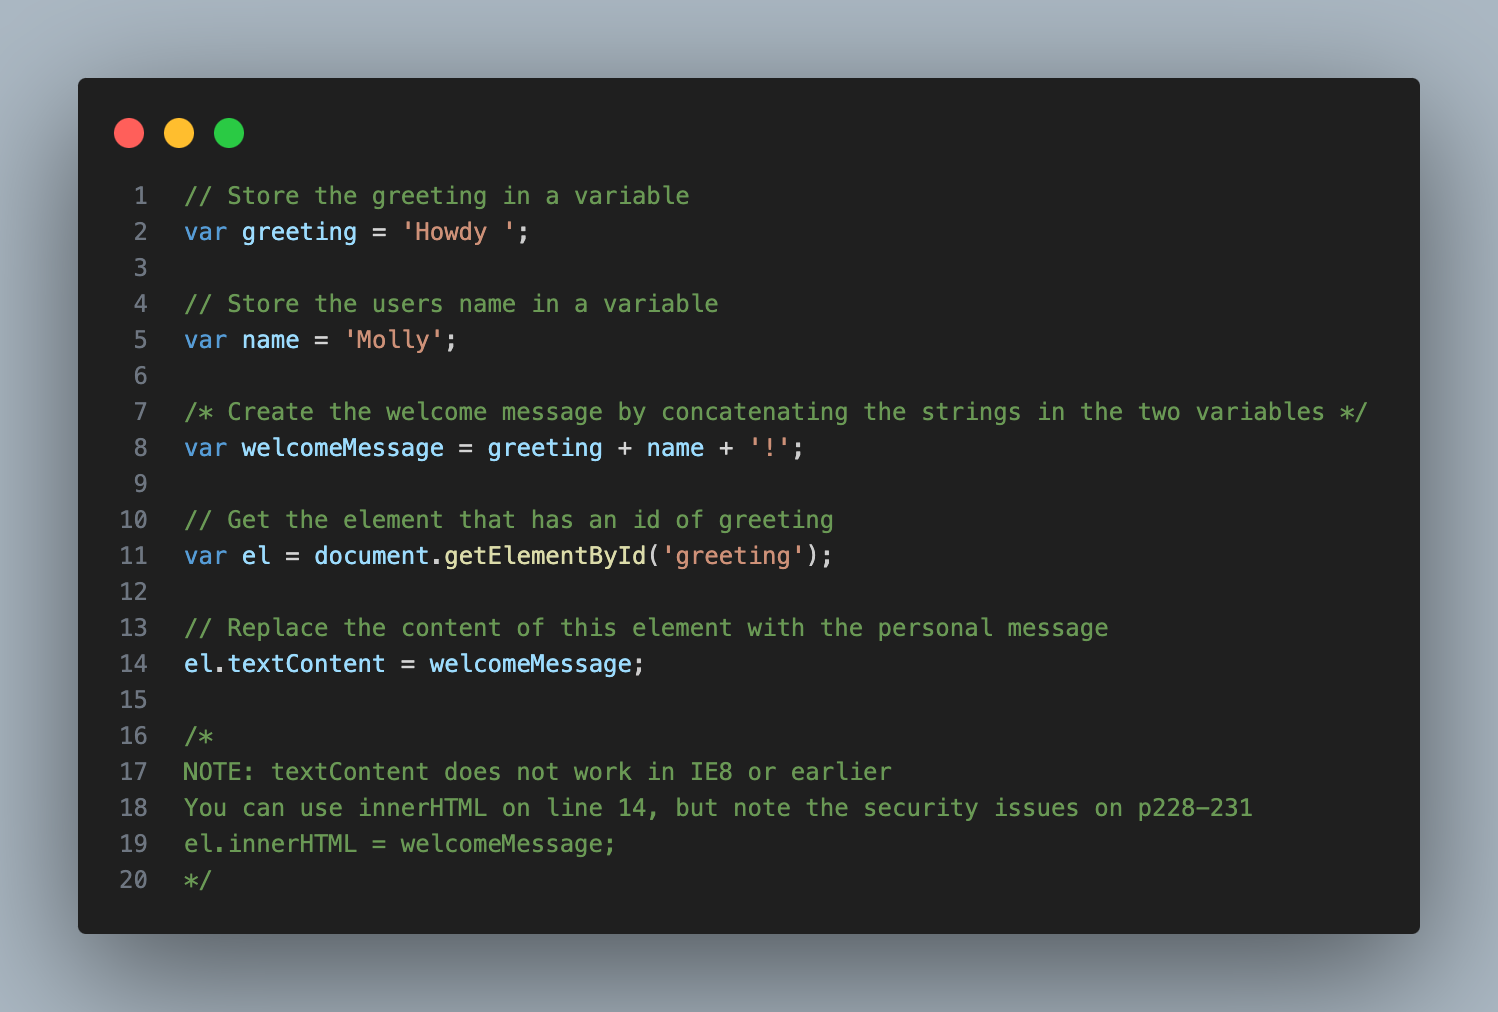 1 // Store the greeting in a variable
2 var greeting = 'Howdy ';
3
4 // Store the users name in a variable
5 var name = 'Molly';
6
7 /* Create the welcome message by concatenating the strings in the two variables */
8 var welcomeMessage = greeting + name + '!';
9
10 // Get the element that has an id of greeting
11 var el = document.getElementById('greeting');
12
13 // Replace the content of this element with the personal message
14 el.textContent = welcomeMessage;
15
16 /*
17 NOTE: textContent does not work in IE8 or earlier
18 You can use innerHTML on line 14, but note the security issues on p228-231
19 el.innerHTML = welcomeMessage;
20 */